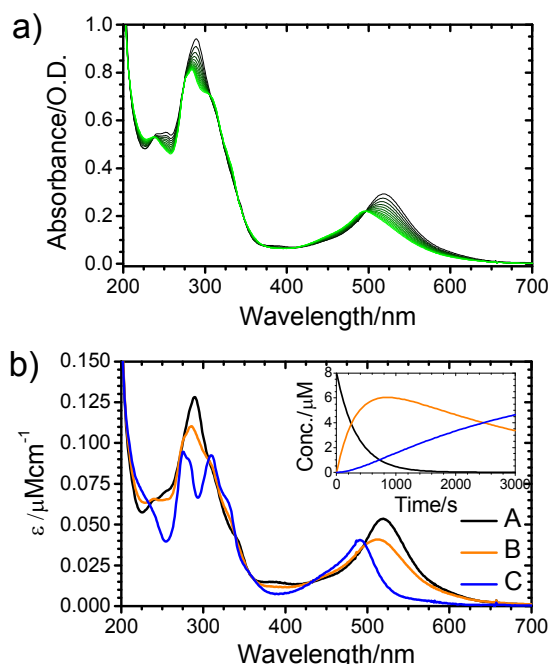 a)
1.0
0.8
0.6
0.4
0.2
0.0
Absorbance/O.D.
200 300 400 500 600 700
Wavelength/nm
b)
0.150
0.125
0.100
0.075
0.050
0.025
0.000
ε /μMcm⁻¹
8
6
4
2
0
Conc./μM
0 1000 2000 3000
Time/s
A
B
C
200 300 400 500 600 700
Wavelength/nm